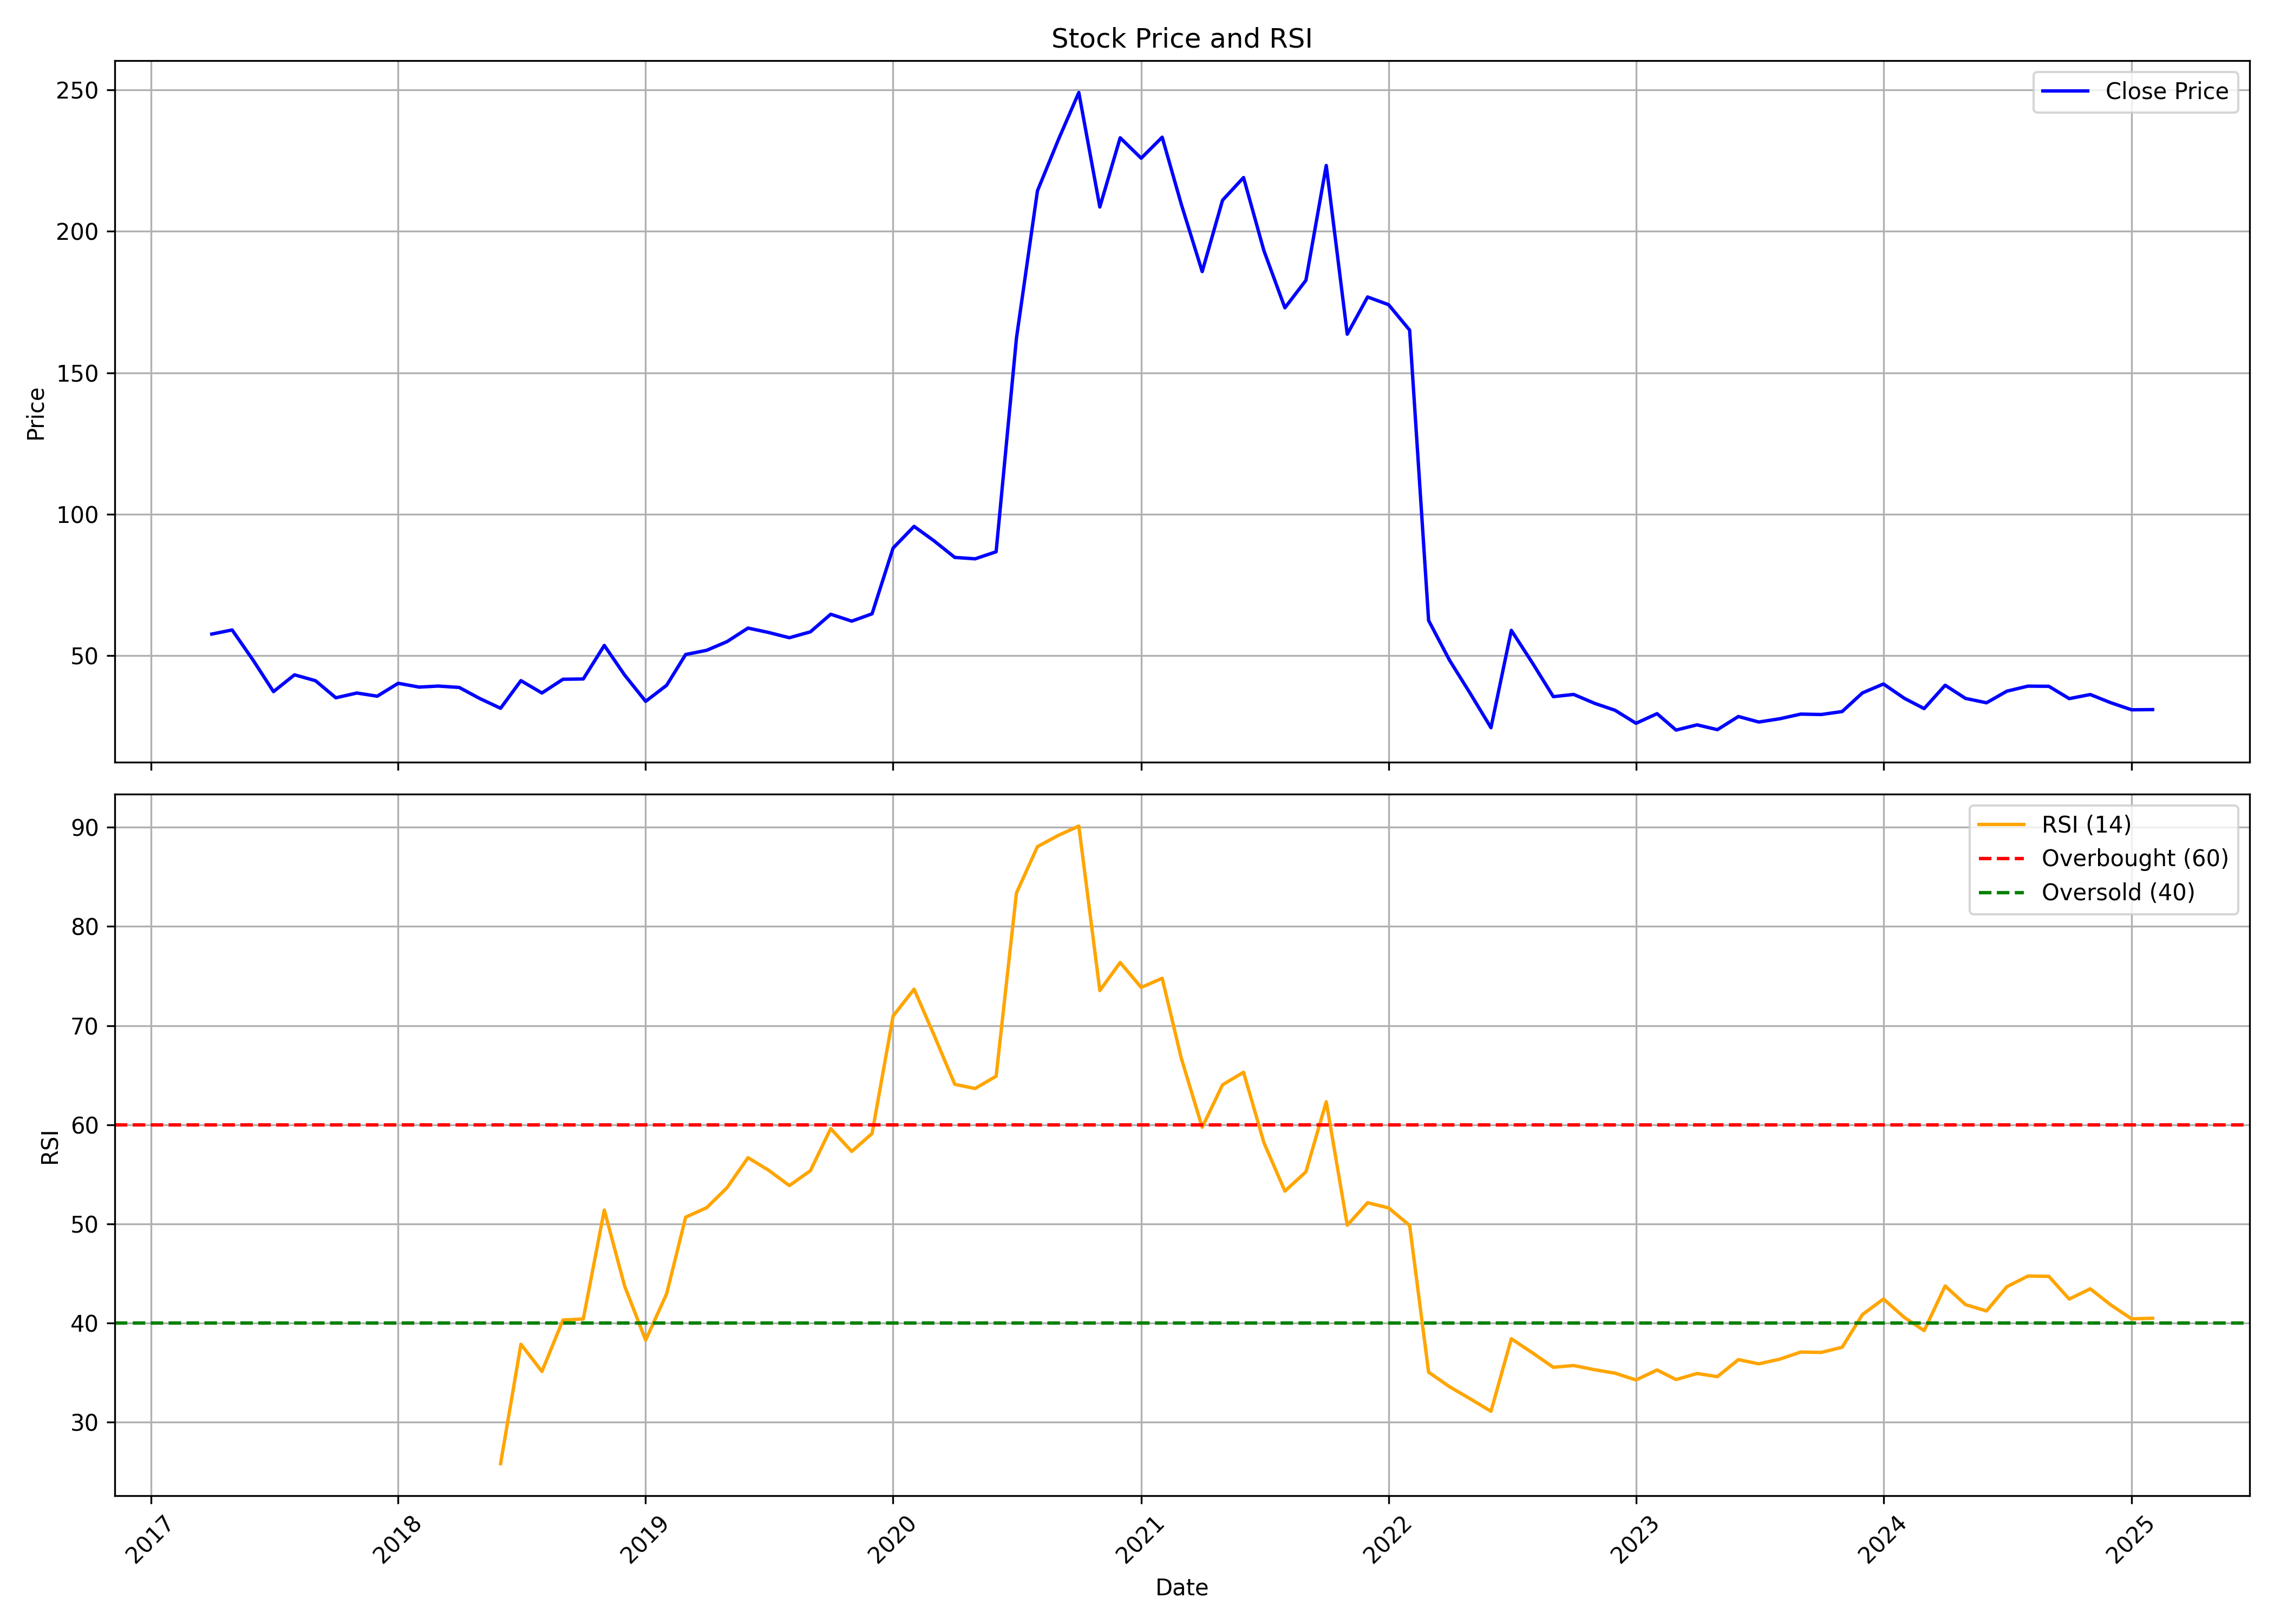 Stock Price and RSI
250
200
150
100
50
Price
Close Price
90
80
70
60
50
40
30
RSI
RSI (14)
Overbought (60)
Oversold (40)
2017
2018
2019
2020
2021
2022
2023
2024
2025
Date